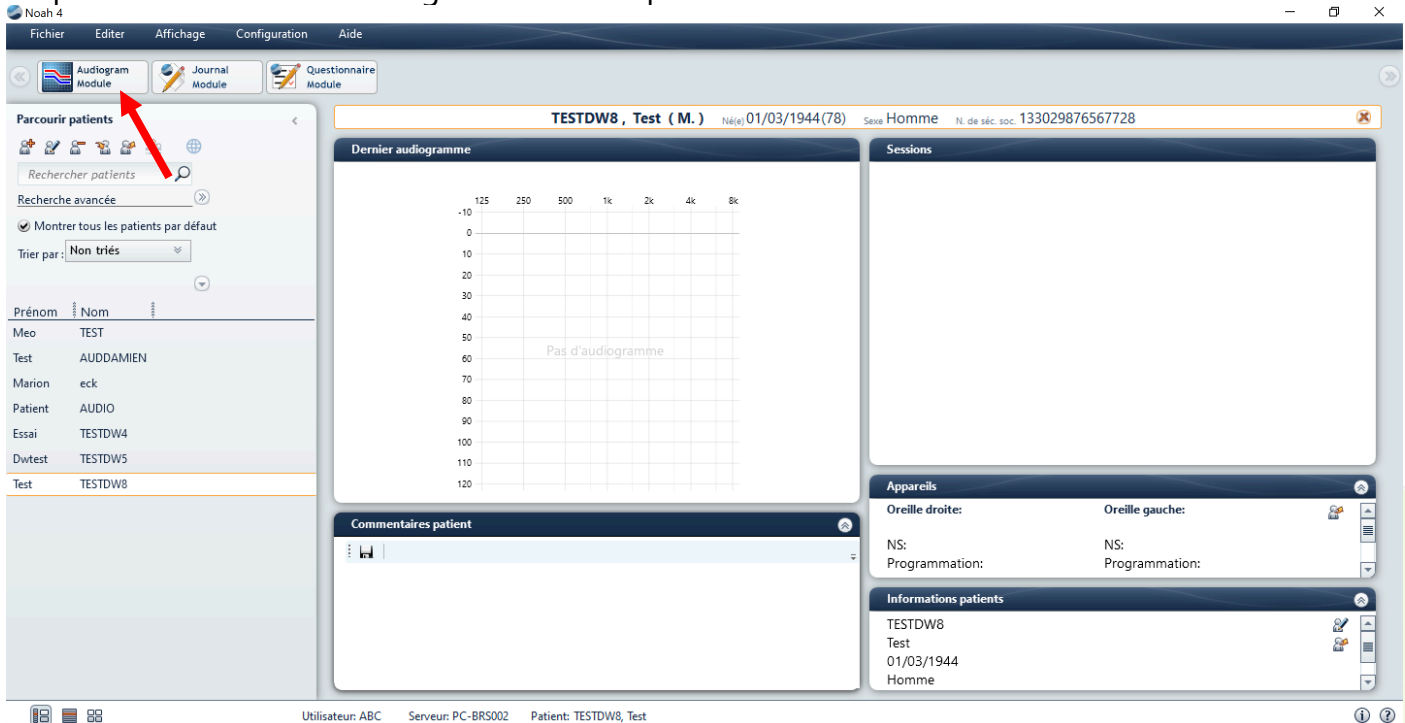 Noah 4
Fichier Editer Affichage Configuration Aide
Audiogram Module
Journal Module
Questionnaire Module
Parcourir patients
Rechercher patients
Recherche avancée
Montrer tous les patients par défaut
Trier par : Non triés
Prénom Nom
Meo TEST
Test AUDDAMIEN
Marion eck
Patient AUDIO
Essai TESTDW4
Dwtest TESTDW5
Test TESTDW8
TESTDW8 , Test ( M. ) Né(e) 01/03/1944 (78) Sexe Homme N. de séc. soc. 133029876567728
Dernier audiogramme
125 250 500 1k 2k 4k 8k
-10
0
10
20
30
40
50
60
70
80
90
100
110
120
Pas d'audiogramme
Commentaires patient
Sessions
Appareils
Oreille droite: Oreille gauche:
NS: NS:
Programmation: Programmation:
Informations patients
TESTDW8
Test
01/03/1944
Homme
Utilisateur: ABC Serveur: PC-BRS002 Patient: TESTDW8, Test